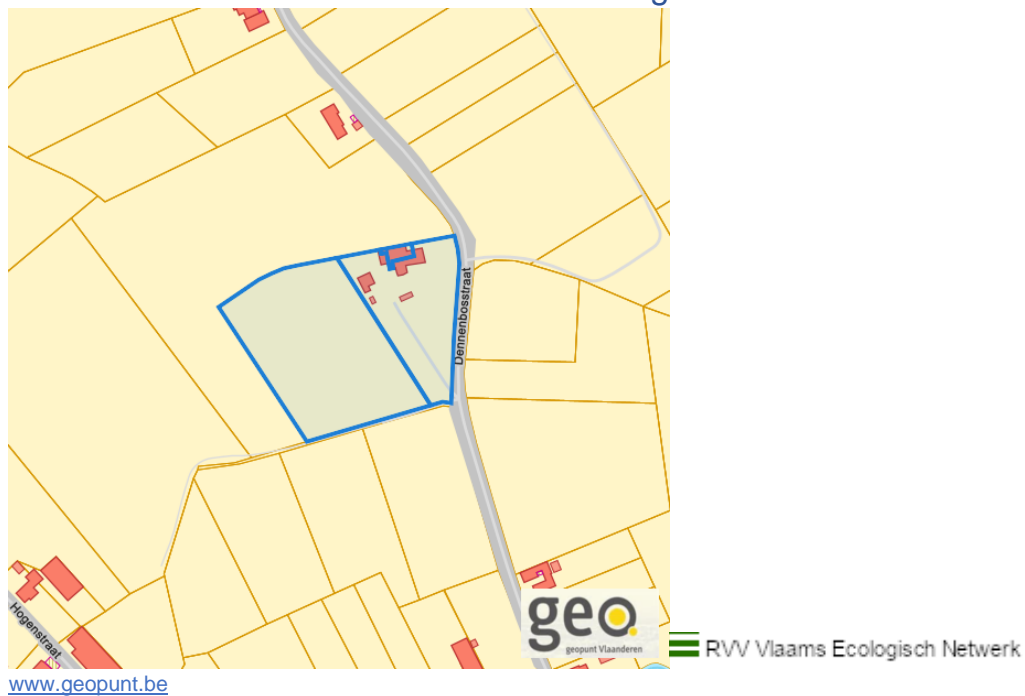 Dennenbosstraat
Hogenstraat
geo.
geopunt Vlaanderen
RVV Vlaams Ecologisch Netwerk
www.geopunt.be